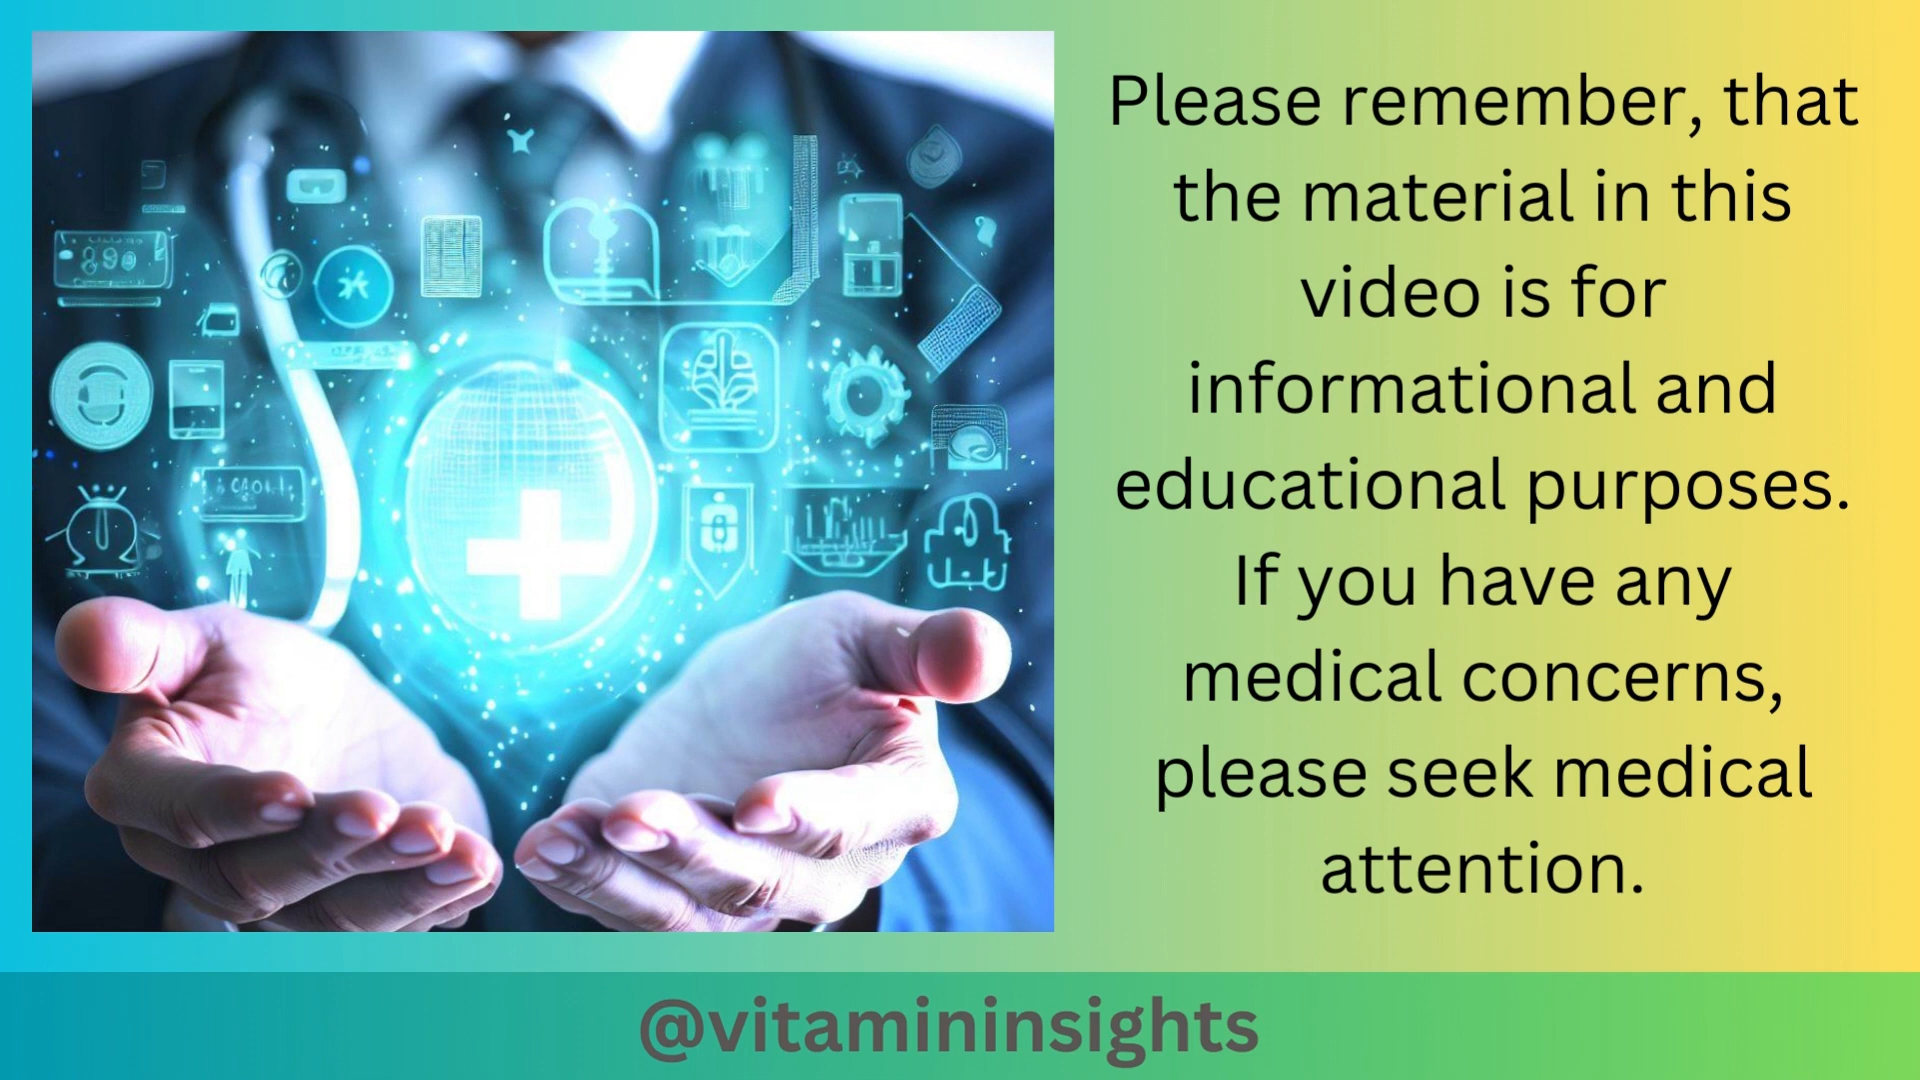 Please remember, that
the material in this
video is for
informational and
educational purposes.
If you have any
medical concerns,
please seek medical
attention.
@vitamininsights